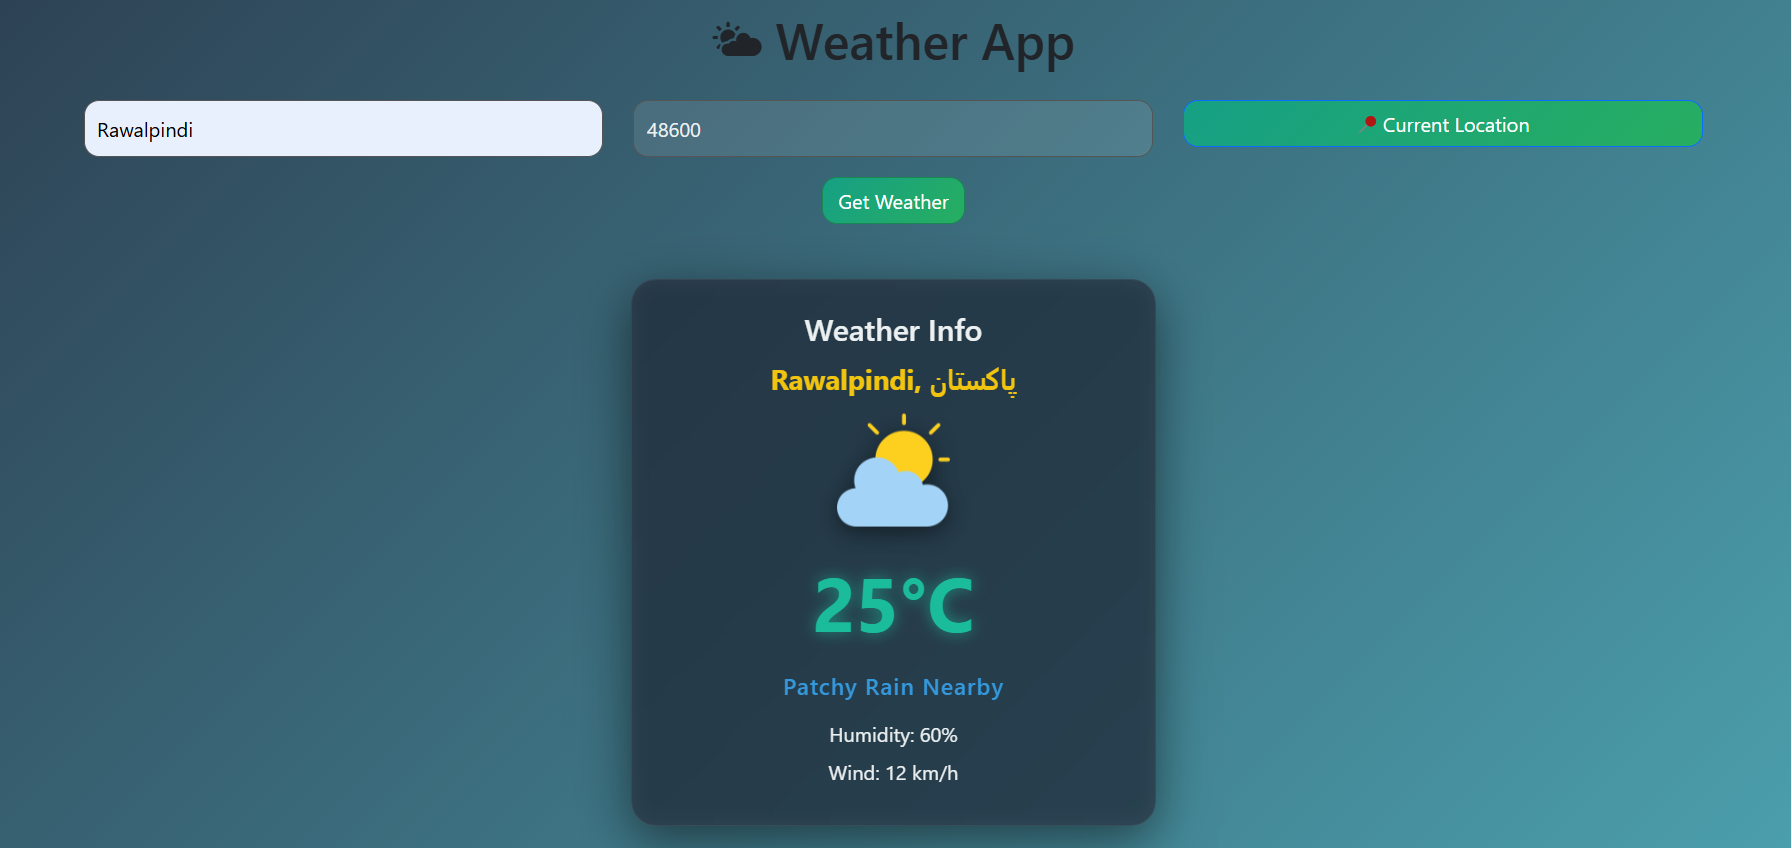 Weather App
Rawalpindi
48600
Current Location
Get Weather
Weather Info
Rawalpindi, پاکستان
25°C
Patchy Rain Nearby
Humidity: 60%
Wind: 12 km/h